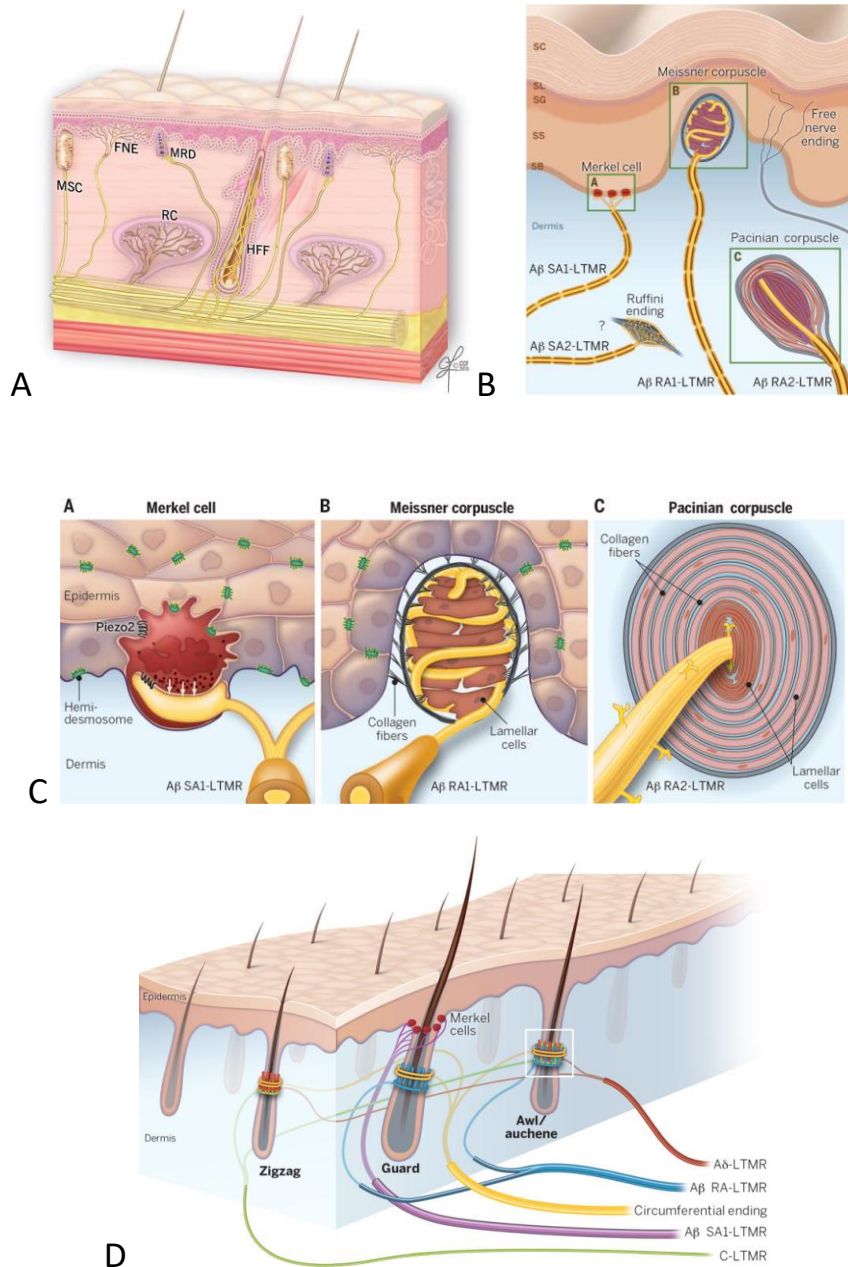 FNE
MRD
MSC
RC
HFF
A
SC
Meissner corpuscle
SL
SG
B
SS
Free
nerve
ending
SB
Merkel cell
A
Dermis
Pacinian corpuscle
C
Aβ SA1-LTMR
Ruffini
ending
?
Aβ SA2-LTMR
Aβ RA1-LTMR
Aβ RA2-LTMR
B
A
Merkel cell
B
Meissner corpuscle
C
Pacinian corpuscle
Collagen
fibers
Epidermis
Piezo2
Hemi-
desmosome
Collagen
fibers
Lamellar
cells
Dermis
Lamellar
cells
Aβ SA1-LTMR
Aβ RA1-LTMR
Aβ RA2-LTMR
C
Epidermis
Merkel
cells
Dermis
Zigzag
Guard
Awl/
auchene
Aδ-LTMR
Aβ RA-LTMR
Circumferential ending
Aβ SA1-LTMR
C-LTMR
D